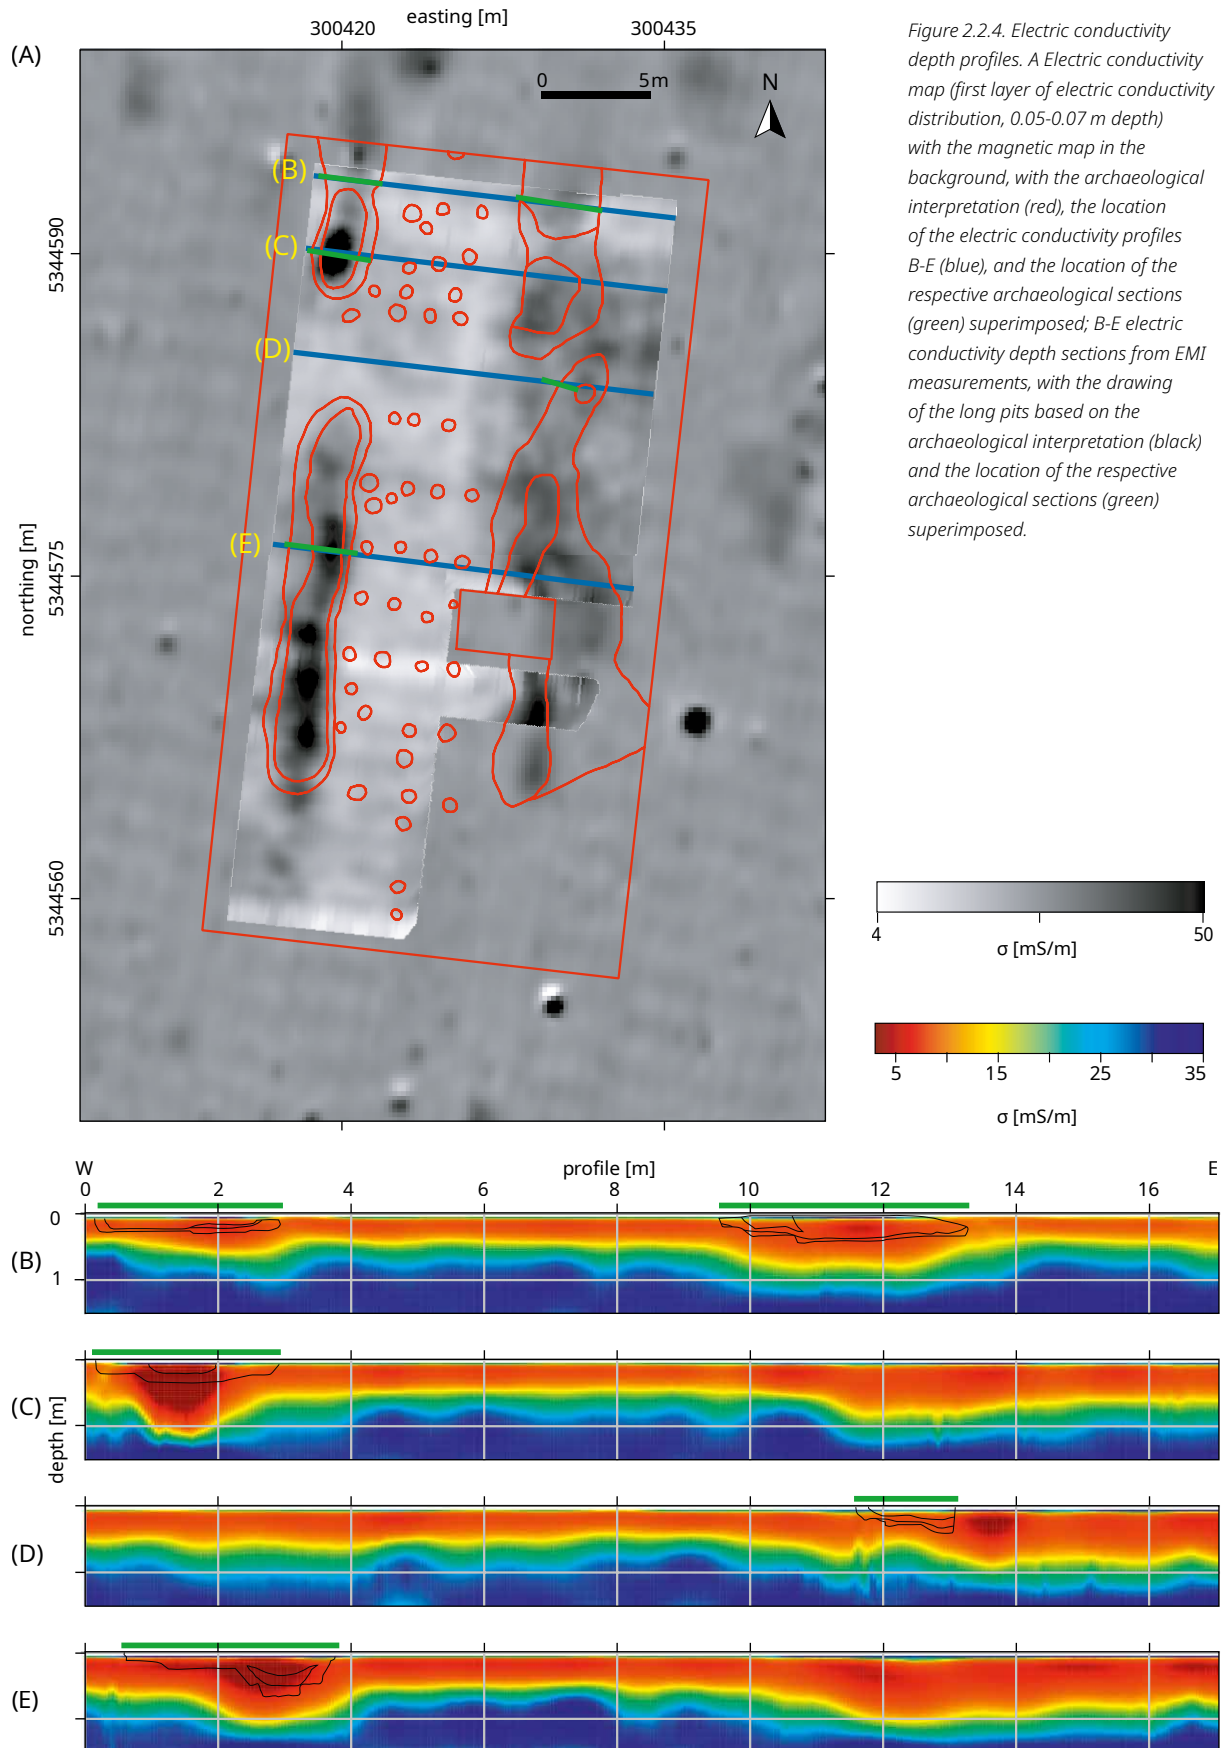 (A)
easting [m]
300420
300435
0
5m
N
(B)
(C)
(D)
(E)
5344590
5344575
5344560
northing [m]
Figure 2.2.4. Electric conductivity
depth profiles. A Electric conductivity
map (first layer of electric conductivity
distribution, 0.05-0.07 m depth)
with the magnetic map in the
background, with the archaeological
interpretation (red), the location
of the electric conductivity profiles
B-E (blue), and the location of the
respective archaeological sections
(green) superimposed; B-E electric
conductivity depth sections from EMI
measurements, with the drawing
of the long pits based on the
archaeological interpretation (black)
and the location of the respective
archaeological sections (green)
superimposed.
4
50
σ [mS/m]
5
15
25
35
σ [mS/m]
W
profile [m]
E
0
2
4
6
8
10
12
14
16
0
1
(B)
(C)
depth [m]
(D)
(E)